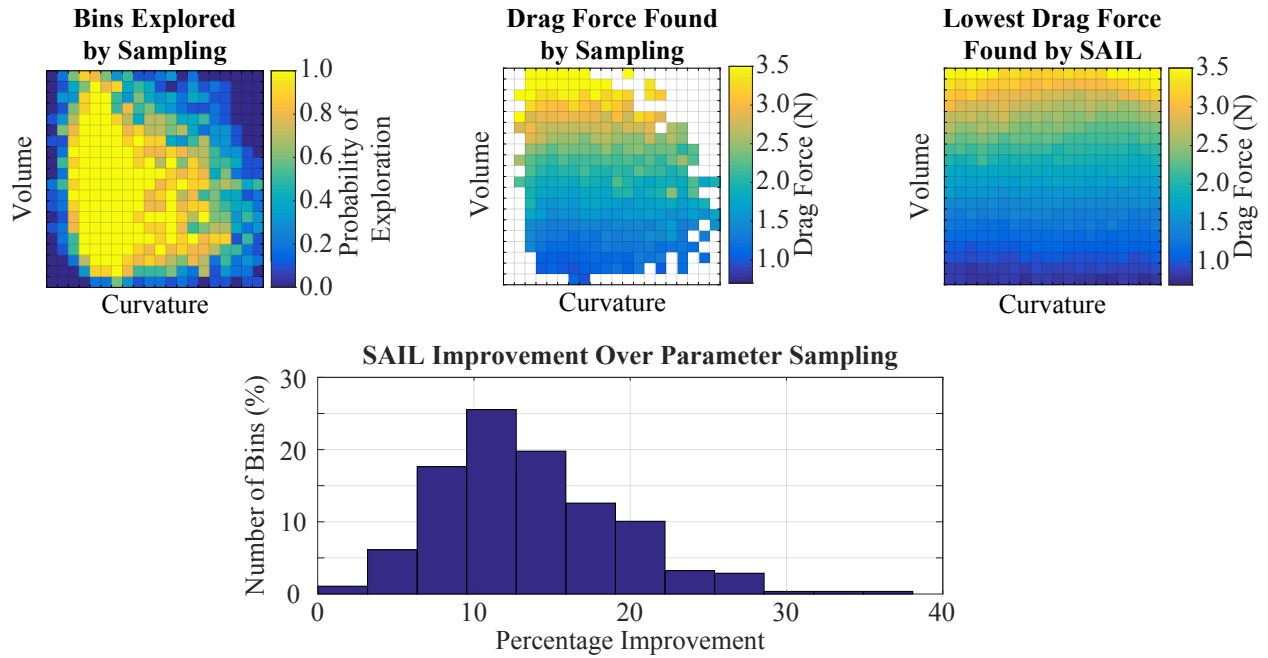 Bins Explored
by Sampling
Volume
Curvature
1.0
0.8
0.6
0.4
0.2
0.0
Probability of
Exploration
Drag Force Found
by Sampling
Volume
Curvature
3.5
3.0
2.5
2.0
1.5
1.0
Drag Force (N)
Lowest Drag Force
Found by SAIL
Volume
Curvature
3.5
3.0
2.5
2.0
1.5
1.0
Drag Force (N)
SAIL Improvement Over Parameter Sampling
Number of Bins (%)
30
20
10
0
0 10 20 30 40
Percentage Improvement